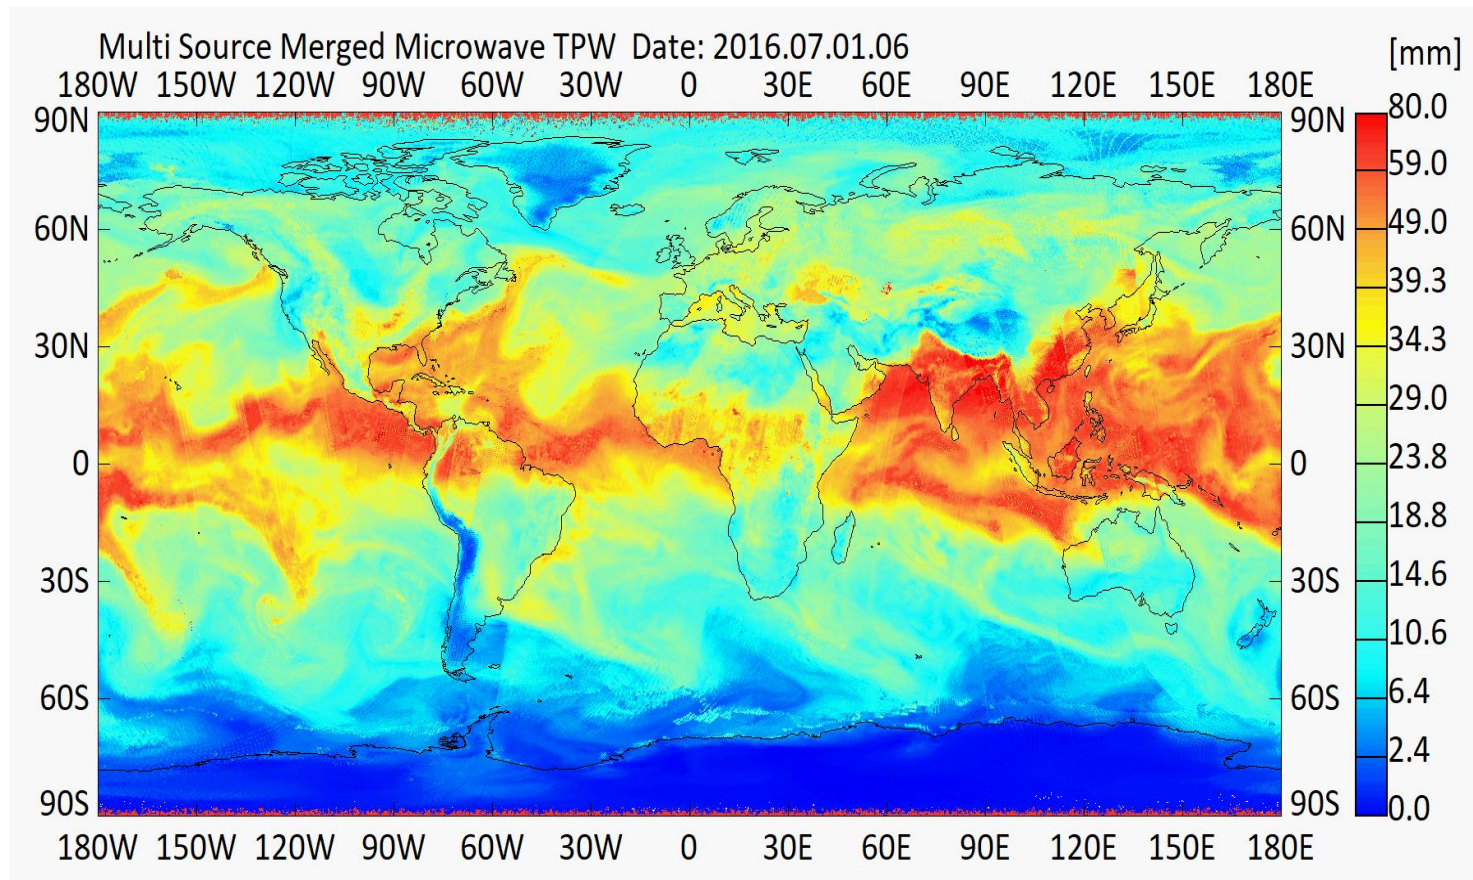 Multi Source Merged Microwave TPW Date: 2016.07.01.06
[mm]
180W 150W 120W 90W 60W 30W 0 30E 60E 90E 120E 150E 180E
90N 90N 80.0
59.0
60N 60N 49.0
39.3
30N 30N 34.3
29.0
0 0 23.8
18.8
30S 30S 14.6
10.6
60S 60S 6.4
2.4
90S 90S 0.0
180W 150W 120W 90W 60W 30W 0 30E 60E 90E 120E 150E 180E